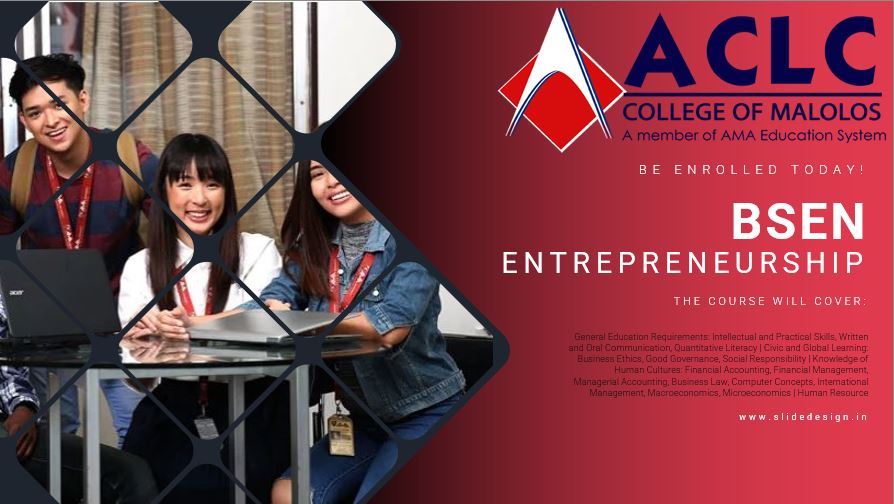 ACLC
COLLEGE OF MALOLOS
A member of AMA Education System
BE ENROLLED TODAY!
BSEN
ENTREPRENEURSHIP
THE COURSE WILL COVER:
General Education Requirements: Intellectual and Practical Skills, Written
and Oral Communication, Quantitative Literacy | Civic and Global Learning:
Business Ethics, Good Governance, Social Responsibility | Knowledge of
Human Cultures: Financial Accounting, Financial Management,
Managerial Accounting, Business Law, Computer Concepts, International
Management, Macroeconomics, Microeconomics | Human Resource
www.slidedesign.in
acer